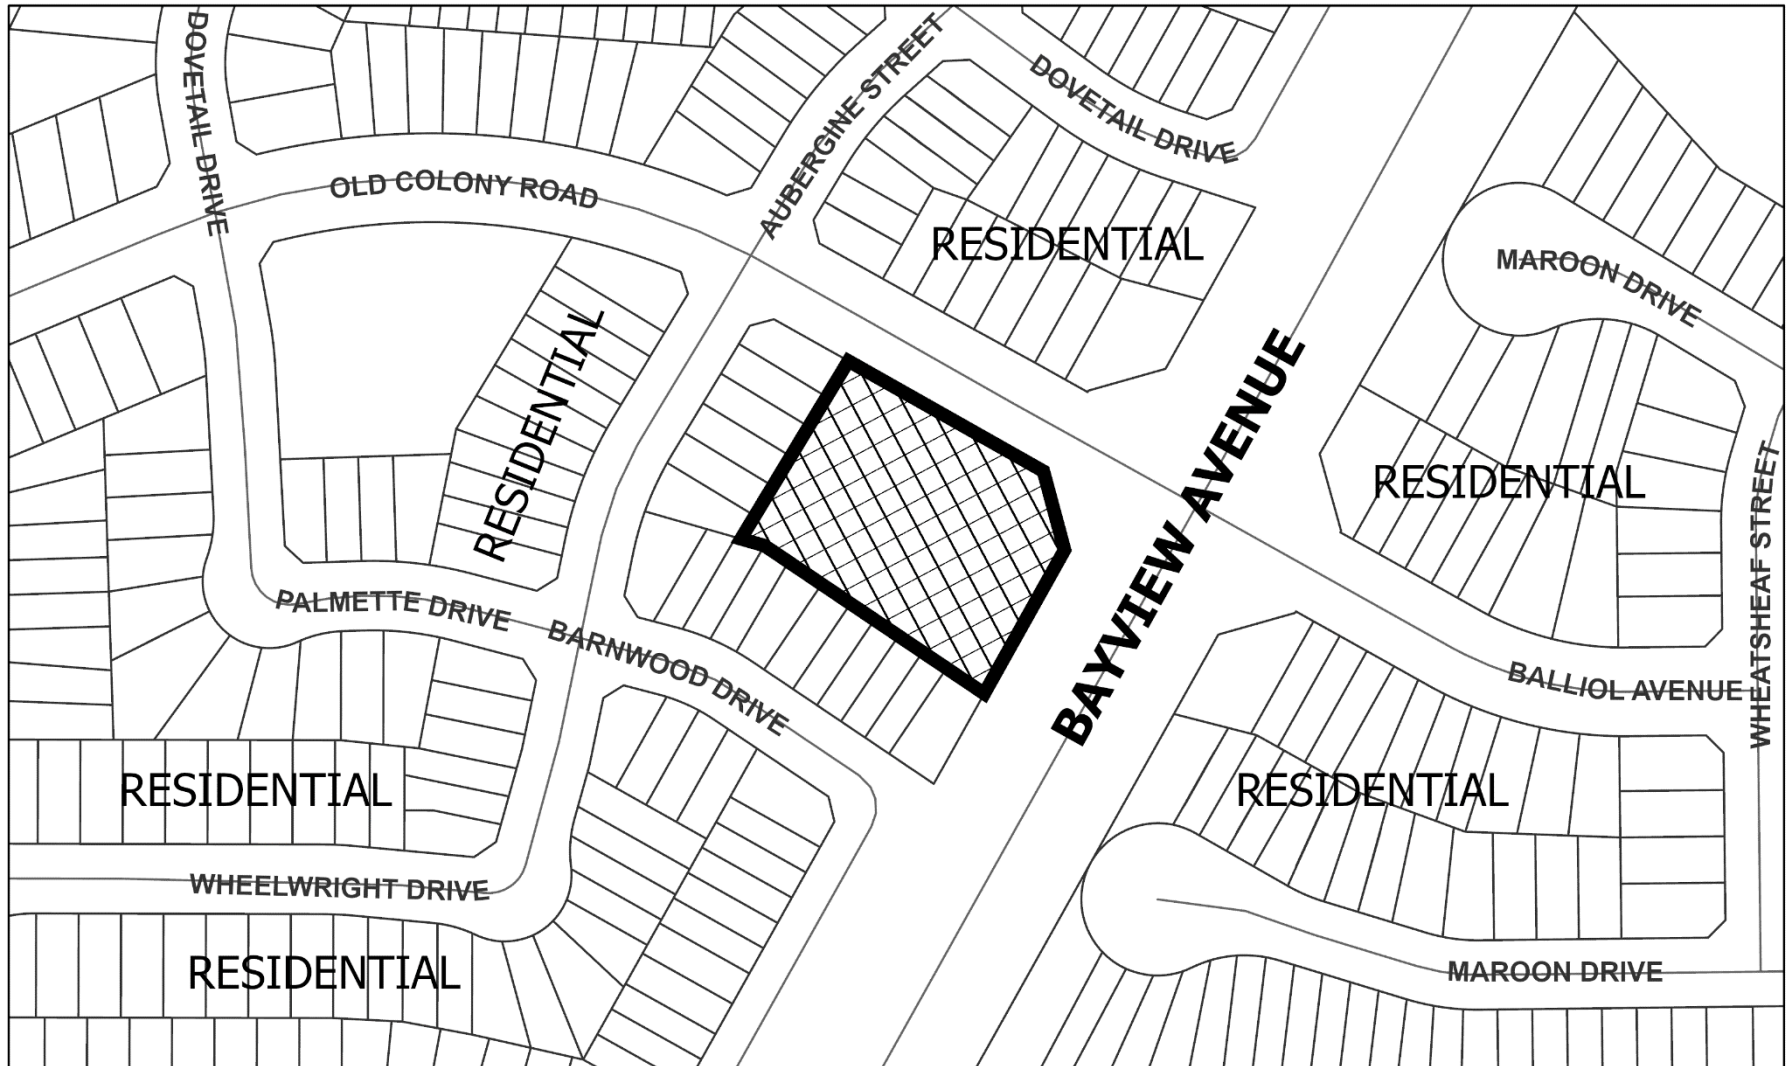 DOVETAIL DRIVE
AUBERGINE STREET
DOVETAIL DRIVE
OLD COLONY ROAD
RESIDENTIAL
MAROON DRIVE
RESIDENTIAL
BAYVIEW AVENUE
RESIDENTIAL
WHEATSHEAF STREET
PALMETTE DRIVE
BARNWOOD DRIVE
BALLIOL AVENUE
RESIDENTIAL
RESIDENTIAL
WHEELWRIGHT DRIVE
RESIDENTIAL
MAROON DRIVE